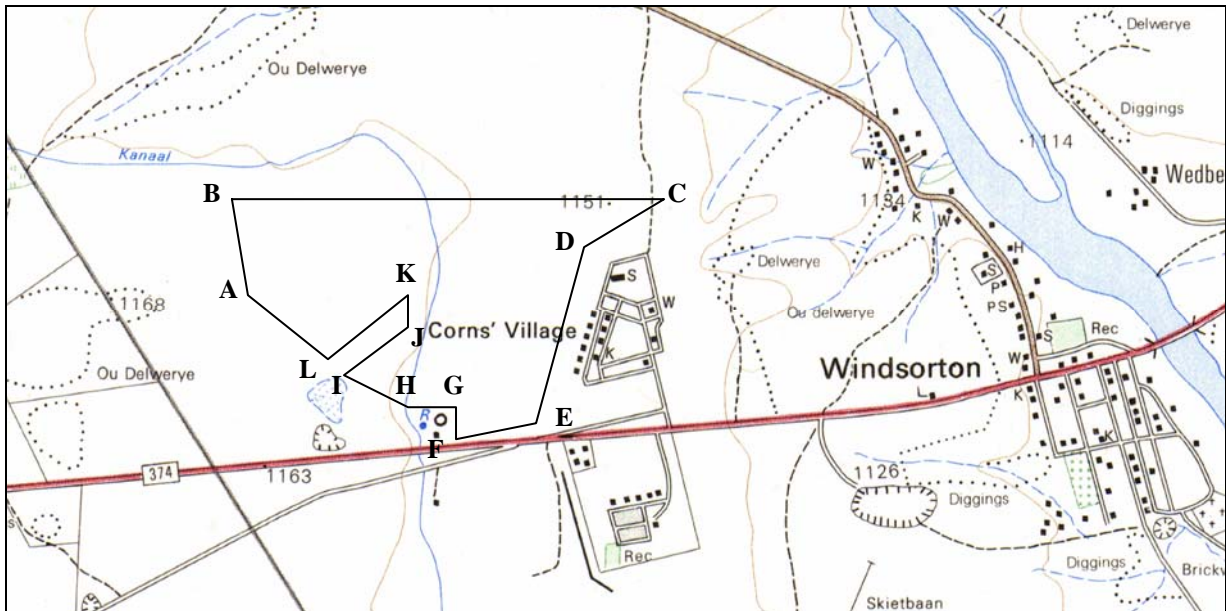 Delwerye
Ou Delwerye
Diggings
1114
Kanaal
W
Wedbe
B
1151
C
1134
K
W
D
H
Delwerye
S
S
P
A
K
W
PS
1168
Ou delwerye
Rec
J
Corns' Village
S
L
K
W
Ou Delwerye
I
H
G
Windsorton
K
R
E
F
K
374
1163
1126
Diggings
Rec
Diggings
Brickw
Skietbaan